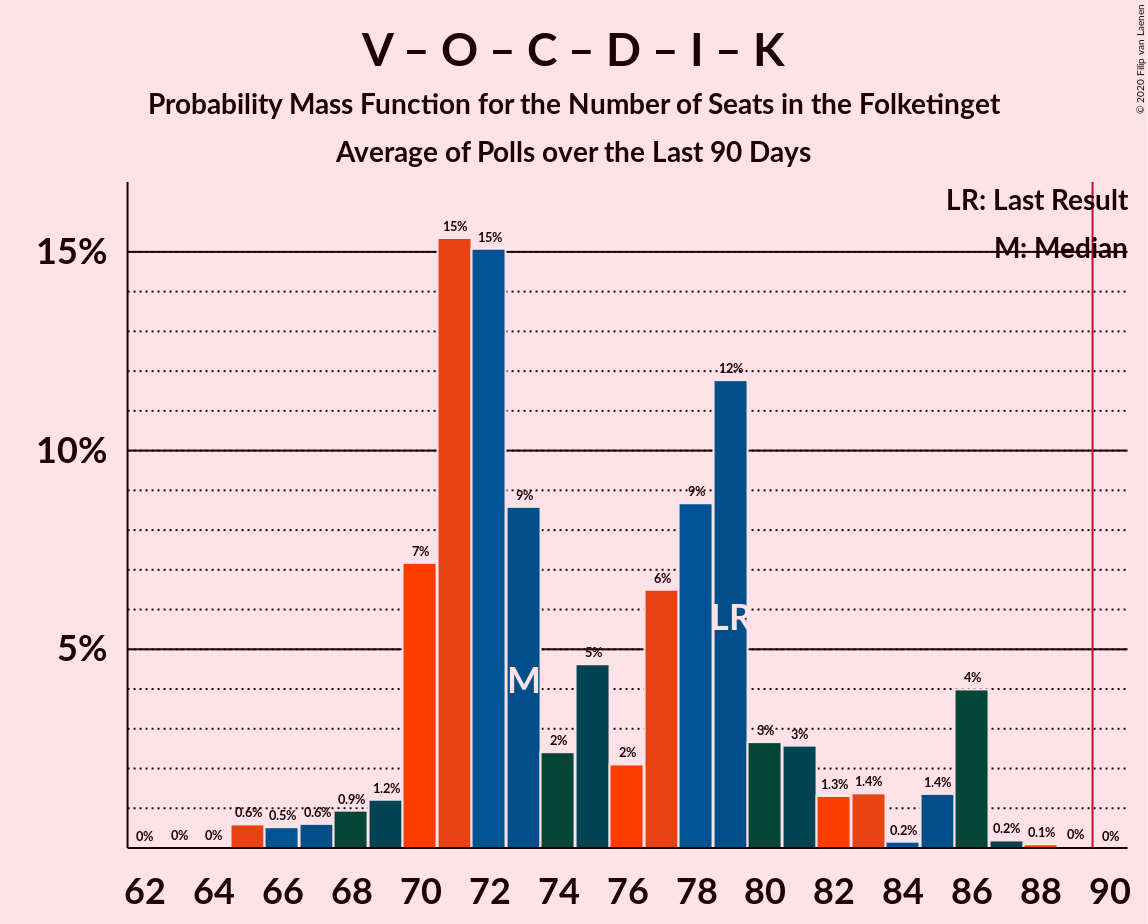 V – O – C – D – I – K
Probability Mass Function for the Number of Seats in the Folketinget
Average of Polls over the Last 90 Days
© 2020 Filip van Laenen
LR: Last Result
M: Median
15%
10%
5%
0% 0% 0% 0.6% 0.5% 0.6% 0.9% 1.2% 7% 15% 15% 9% 2% 5% 2% 6% 9% 12% 3% 3% 1.3% 1.4% 0.2% 1.4% 4% 0.2% 0.1% 0% 0%
M
LR
62 64 66 68 70 72 74 76 78 80 82 84 86 88 90